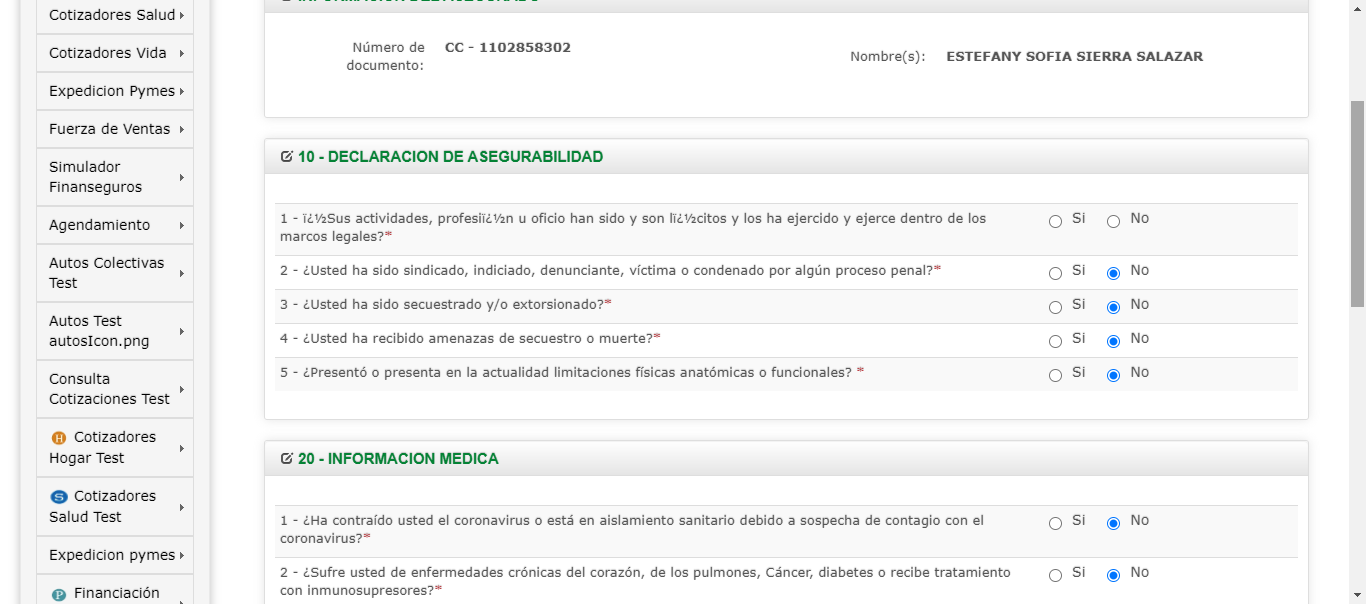 Cotizadores Salud
Cotizadores Vida
Expedicion Pymes
Fuerza de Ventas
Simulador
Finanseguros
Agendamiento
Autos Colectivas
Test
Autos Test
autosIcon.png
Consulta
Cotizaciones Test
H Cotizadores
Hogar Test
S Cotizadores
Salud Test
Expedicion pymes
P Financiación
Número de
documento:
CC - 1102858302
Nombre(s):
ESTEFANY SOFIA SIERRA SALAZAR
10 - DECLARACION DE ASEGURABILIDAD
1 - ï¿½Sus actividades, profesiï¿½n u oficio han sido y son lï¿½citos y los ha ejercido y ejerce dentro de los
marcos legales?*
Si No
2 - ¿Usted ha sido sindicado, indiciado, denunciante, víctima o condenado por algún proceso penal?*
Si No
3 - ¿Usted ha sido secuestrado y/o extorsionado?*
Si No
4 - ¿Usted ha recibido amenazas de secuestro o muerte?*
Si No
5 - ¿Presentó o presenta en la actualidad limitaciones físicas anatómicas o funcionales? *
Si No
20 - INFORMACION MEDICA
1 - ¿Ha contraído usted el coronavirus o está en aislamiento sanitario debido a sospecha de contagio con el
coronavirus?*
Si No
2 - ¿Sufre usted de enfermedades crónicas del corazón, de los pulmones, Cáncer, diabetes o recibe tratamiento
con inmunosupresores?*
Si No